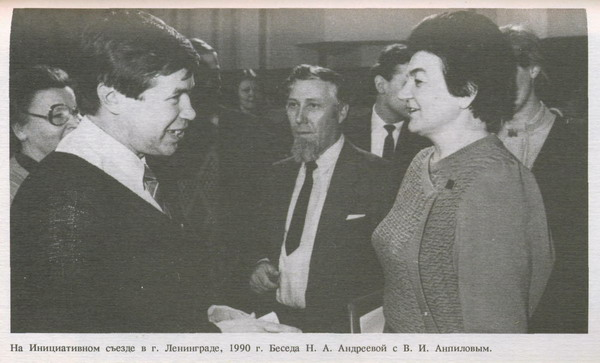 На Инициативном съезде в г. Ленинграде, 1990 г. Беседа Н. А. Андреевой с В. И. Анпиловым.